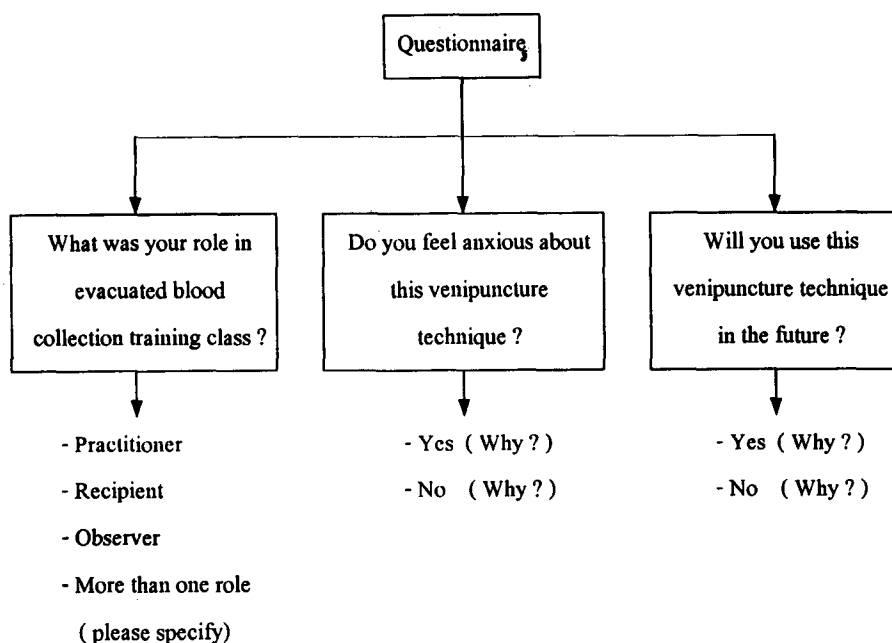 Questionnaires
What was your role in
evacuated blood
collection training class ?
Do you feel anxious about
this venipuncture
technique ?
Will you use this
venipuncture technique
in the future ?
- Practitioner
- Recipient
- Observer
- More than one role
( please specify)
- Yes ( Why ? )
- No ( Why ? )
- Yes ( Why ? )
- No ( Why ? )